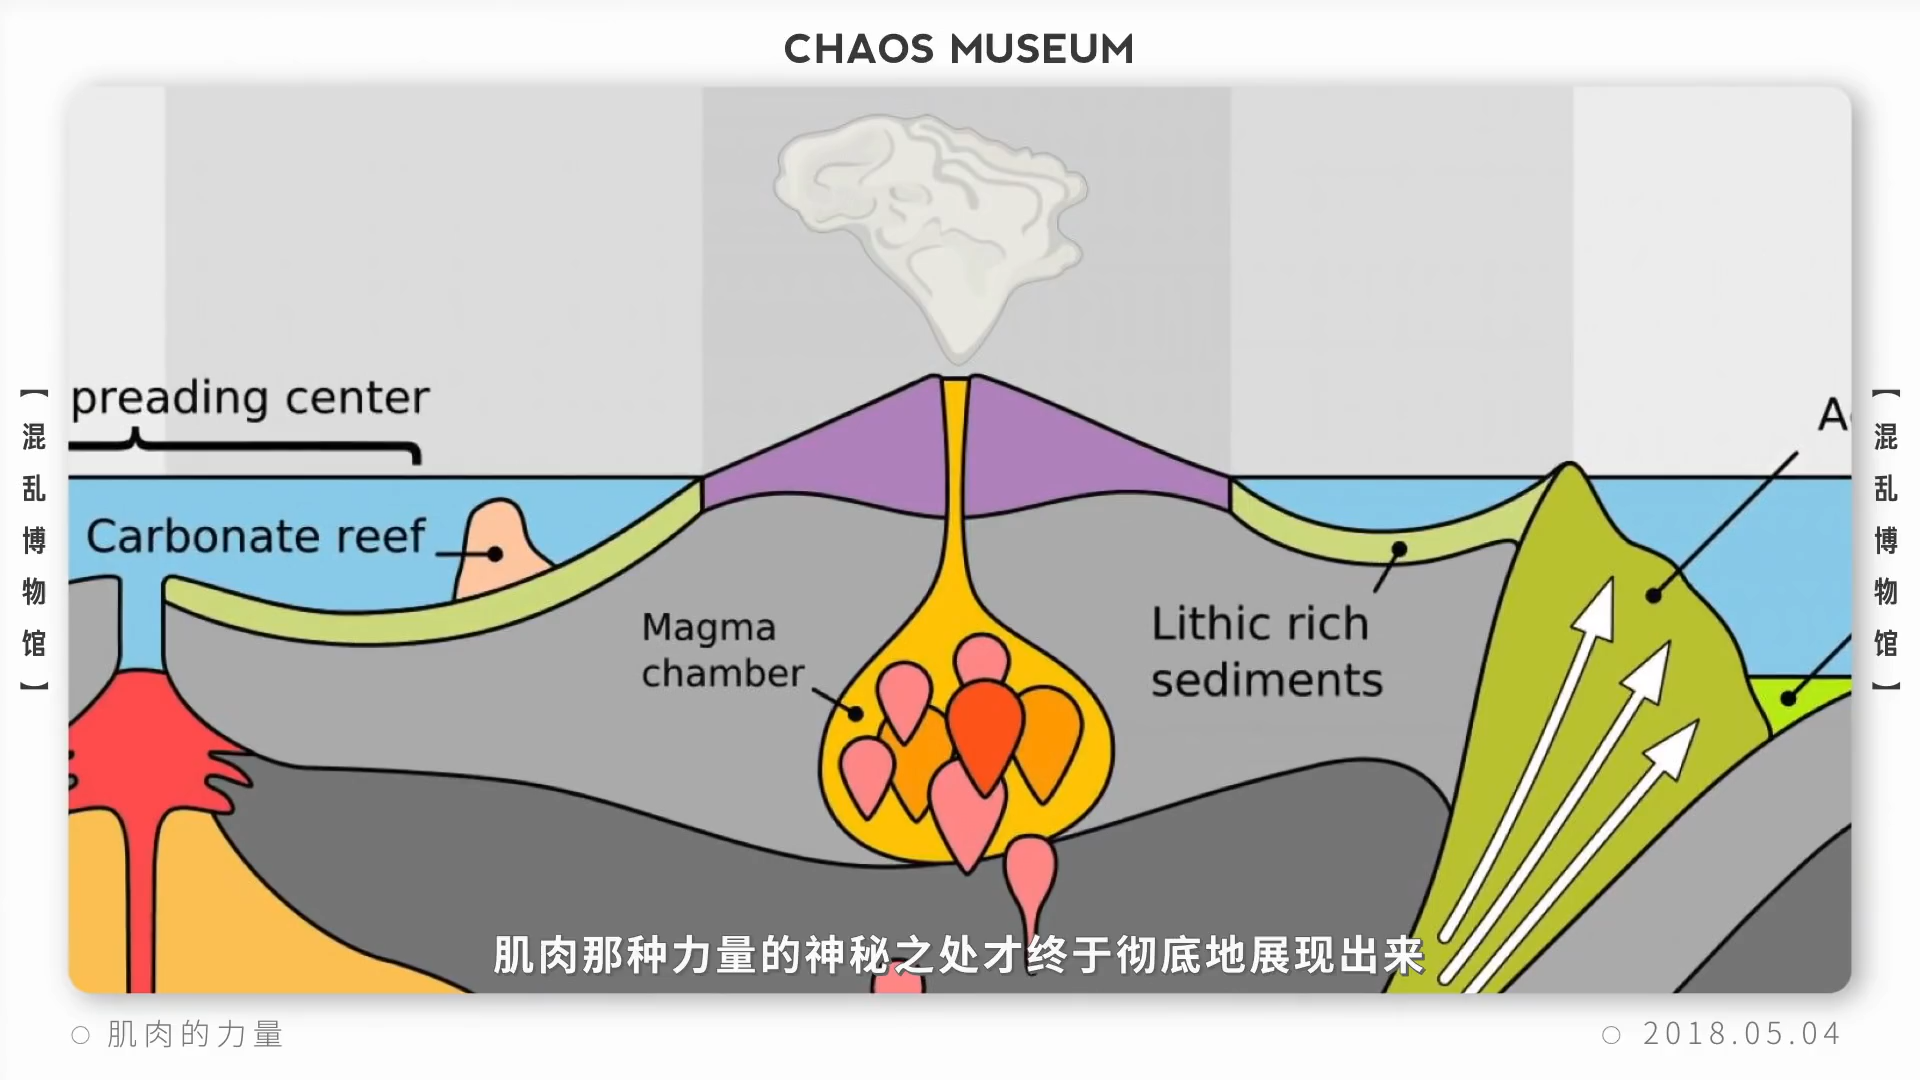 CHAOS MUSEUM
preading center
A
Carbonate reef
Magma
chamber
Lithic rich
sediments
【混乱博物馆】
【混乱博物馆】
肌肉那种力量的神秘之处才终于彻底地展现出来
肌肉的力量
2018.05.04